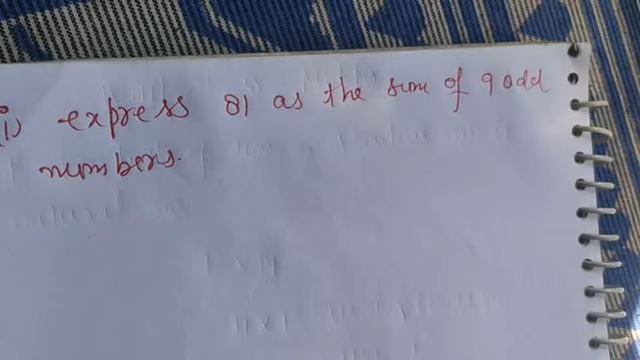 (i) express 81 as the sum of 9 odd
numbers.